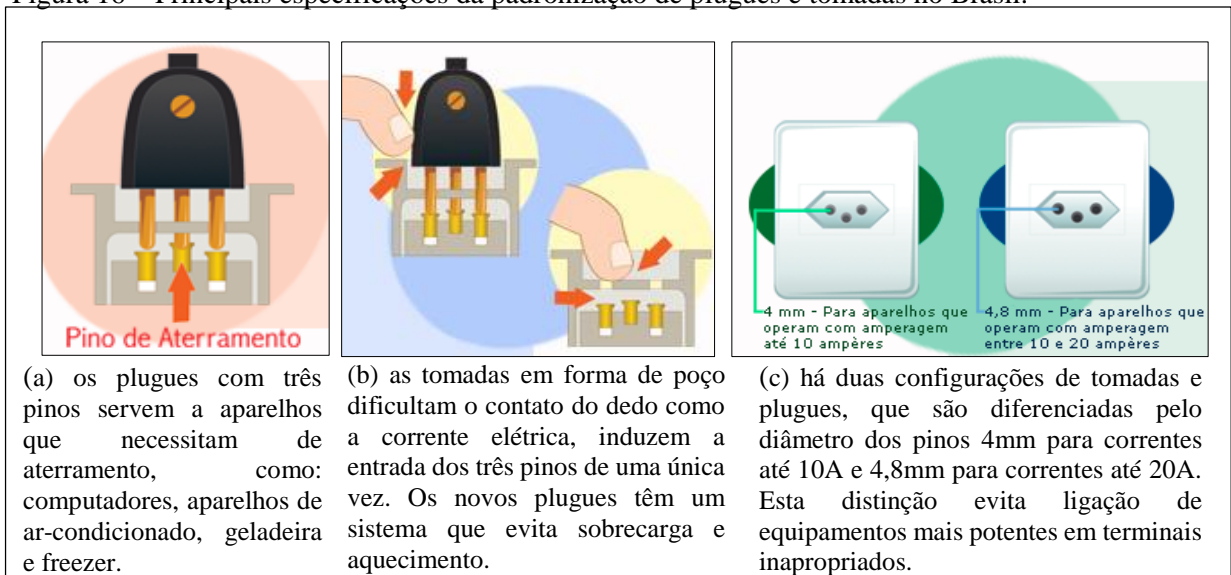 Figura 16 – Principais especificações da padronização de plugues e tomadas no Brasil.
Pino de Aterramento
4 mm - Para aparelhos que
operam com amperagem
até 10 ampères
4,8 mm - Para aparelhos que
operam com amperagem
entre 10 e 20 ampères
(a) os plugues com três
pinos servem a aparelhos
que necessitam de
aterramento, como:
computadores, aparelhos de
ar-condicionado, geladeira
e freezer.
(b) as tomadas em forma de poço
dificultam o contato do dedo como
a corrente elétrica, induzem a
entrada dos três pinos de uma única
vez. Os novos plugues têm um
sistema que evita sobrecarga e
aquecimento.
(c) há duas configurações de tomadas e
plugues, que são diferenciadas pelo
diâmetro dos pinos 4mm para correntes
até 10A e 4,8mm para correntes até 20A.
Esta distinção evita ligação de
equipamentos mais potentes em terminais
inapropriados.